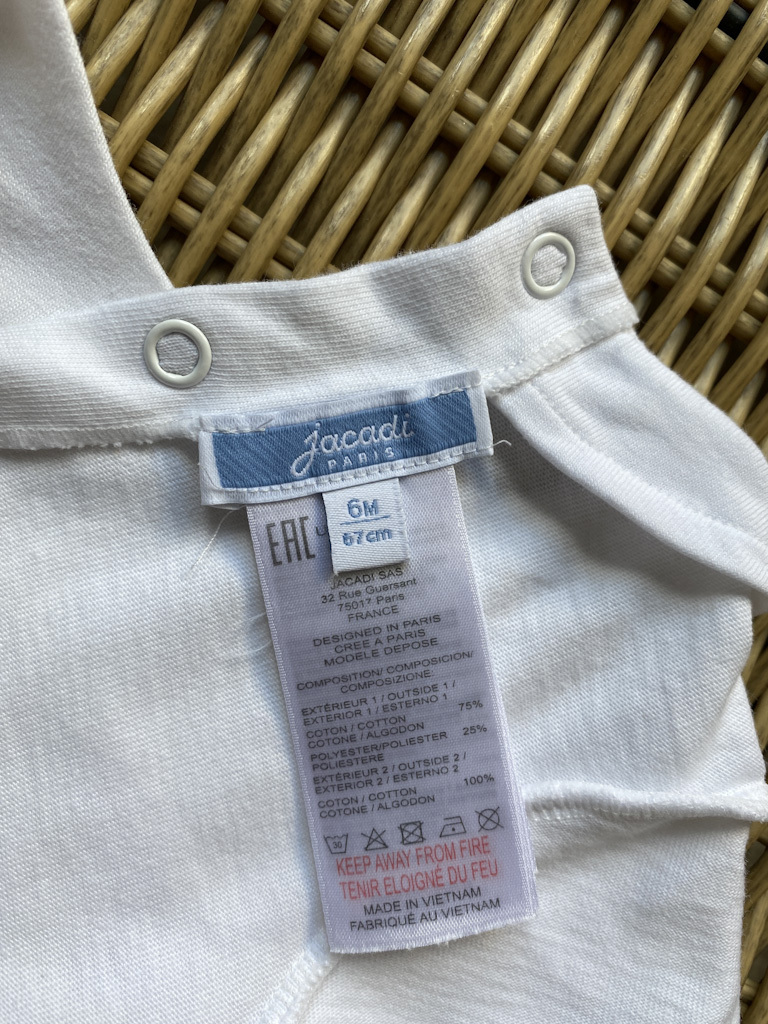 jacadi
PARIS
6M
67cm
EAC
JACADI SAS
32 Rue Guersant
75017 Paris
FRANCE
DESIGNED IN PARIS
CREE A PARIS
MODELE DEPOSE
COMPOSITION/ COMPOSICION/
COMPOSIZIONE:
EXTÉRIEUR 1 / OUTSIDE 1 /
EXTERIOR 1 / ESTERNO 1
COTON / COTTON 75%
COTONE / ALGODON
POLYESTER/POLIESTER 25%
POLIESTERE
EXTÉRIEUR 2 / OUTSIDE 2 /
EXTERIOR 2 / ESTERNO 2
COTON / COTTON 100%
COTONE / ALGODON
30
KEEP AWAY FROM FIRE
TENIR ELOIGNÉ DU FEU
MADE IN VIETNAM
FABRIQUÉ AU VIETNAM